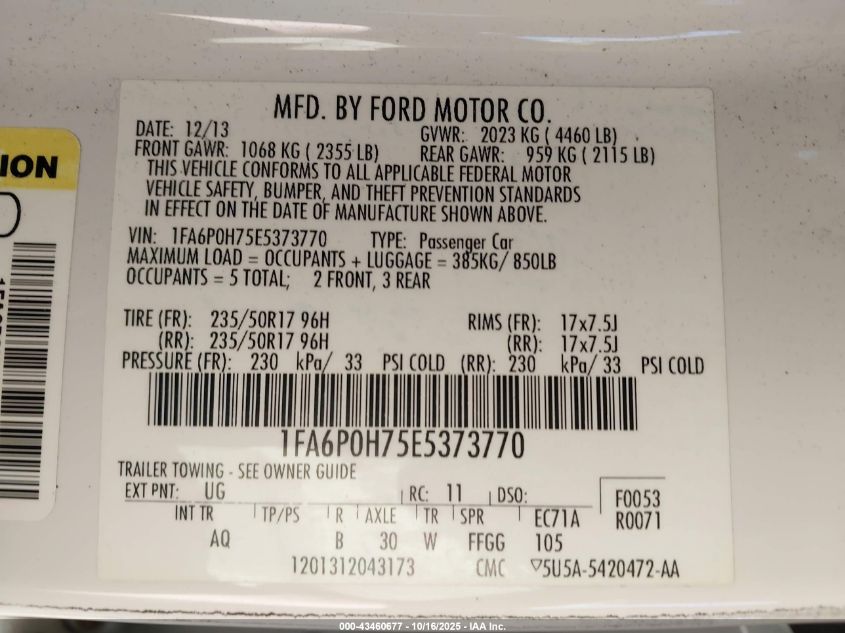 MFD. BY FORD MOTOR CO.
DATE: 12/13 GVWR: 2023 KG ( 4460 LB)
FRONT GAWR: 1068 KG ( 2355 LB) REAR GAWR: 959 KG ( 2115 LB)
THIS VEHICLE CONFORMS TO ALL APPLICABLE FEDERAL MOTOR
VEHICLE SAFETY, BUMPER, AND THEFT PREVENTION STANDARDS
IN EFFECT ON THE DATE OF MANUFACTURE SHOWN ABOVE.
VIN: 1FA6P0H75E5373770 TYPE: Passenger Car
MAXIMUM LOAD = OCCUPANTS + LUGGAGE = 385KG/ 850LB
OCCUPANTS = 5 TOTAL; 2 FRONT, 3 REAR
TIRE (FR): 235/50R17 96H RIMS (FR): 17x7.5J
(RR): 235/50R17 96H (RR): 17x7.5J
PRESSURE (FR): 230 kPa/ 33 PSI COLD (RR): 230 kPa/ 33 PSI COLD
1FA6P0H75E5373770
TRAILER TOWING - SEE OWNER GUIDE
EXT PNT: UG RC: 11 DSO: F0053
INT TR TP/PS R AXLE TR SPR EC71A R0071
AQ B 30 W FFGG 105
1201312043173 CMC ▽5U5A-5420472-AA
ION
000-43460677 - 10/16/2025 - IAA Inc.